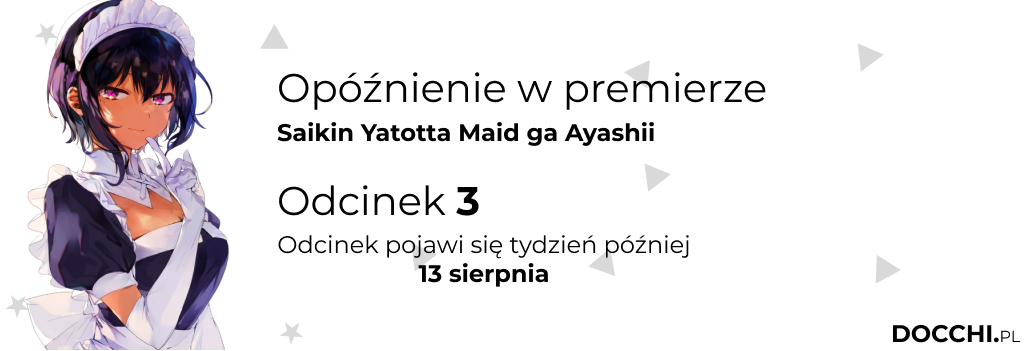 Opóźnienie w premierze
Saikin Yatotta Maid ga Ayashii
Odcinek 3
Odcinek pojawi się tydzień później
13 sierpnia
DOCCHI.PL